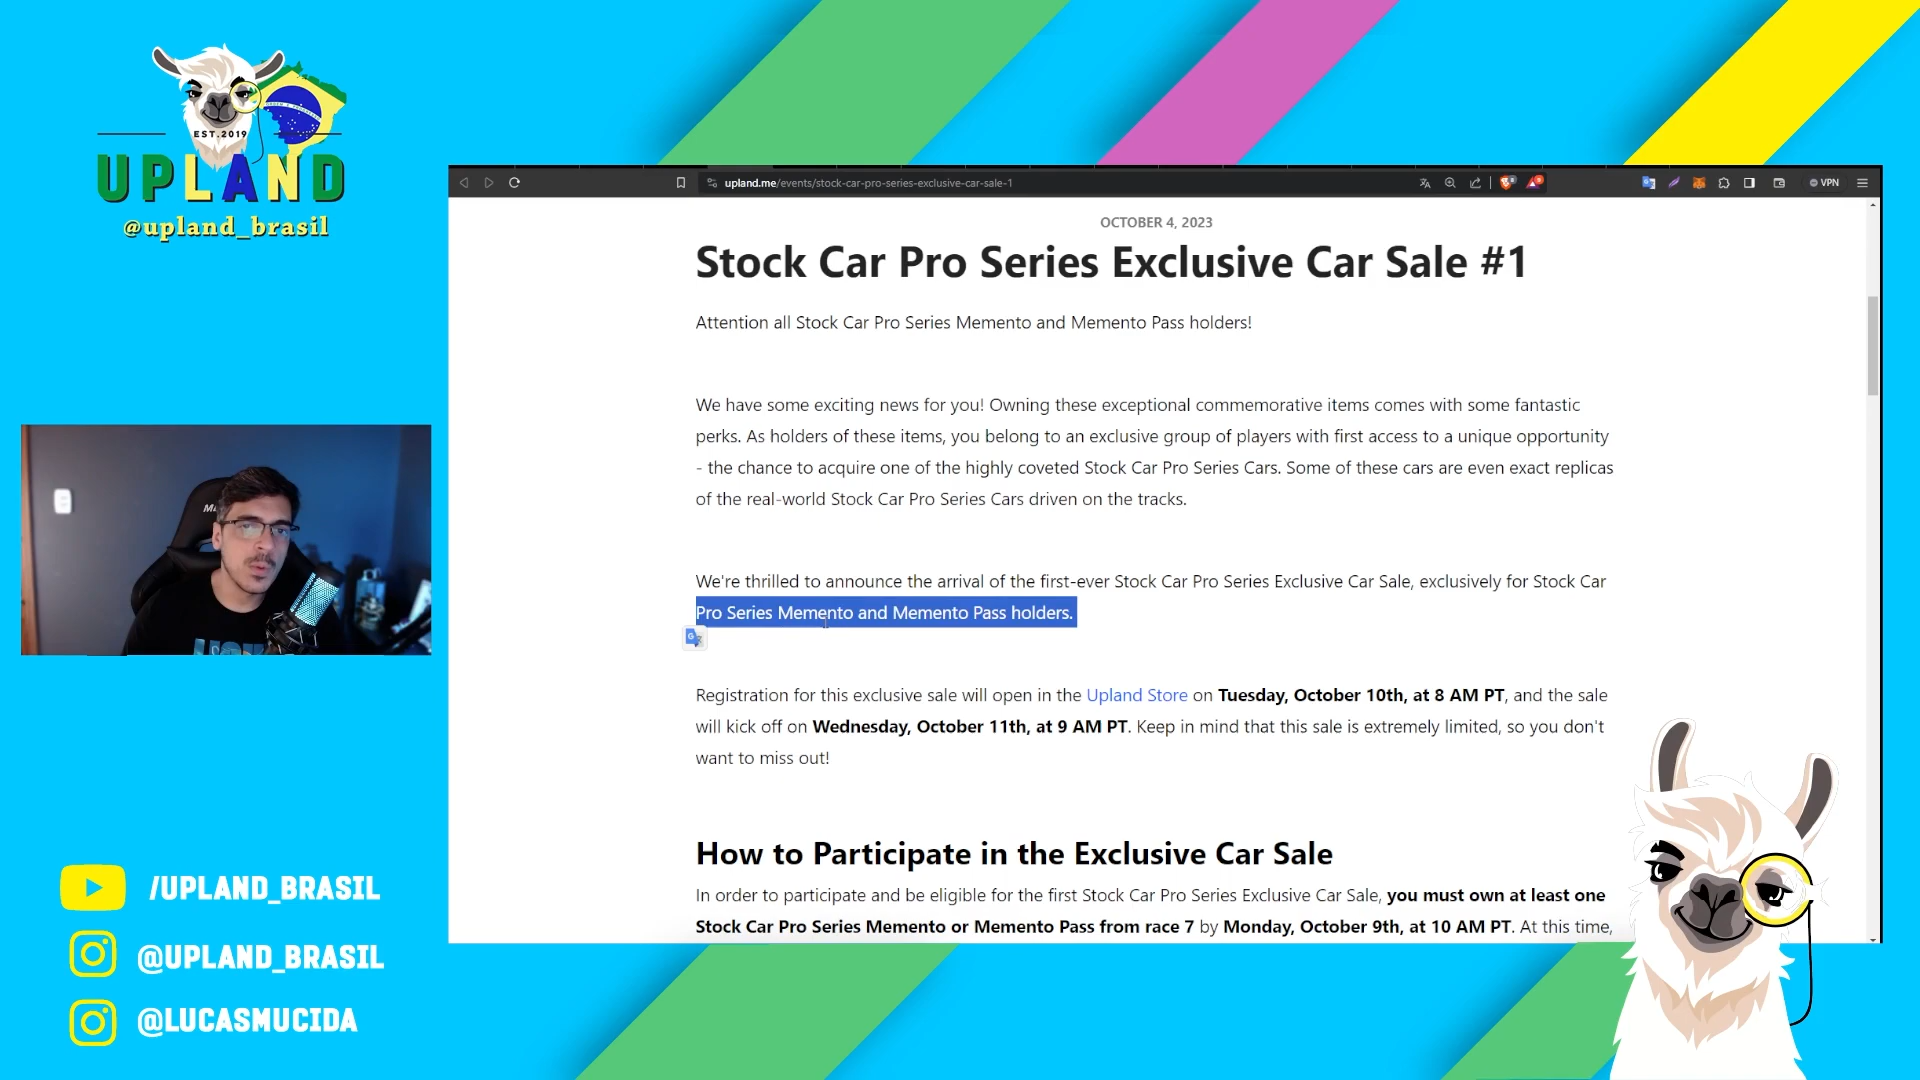 EST.2019
UPLAND
@upland_brasil
upland.me/events/stock-car-pro-series-exclusive-car-sale-1
VPN
OCTOBER 4, 2023
Stock Car Pro Series Exclusive Car Sale #1
Attention all Stock Car Pro Series Memento and Memento Pass holders!
We have some exciting news for you! Owning these exceptional commemorative items comes with some fantastic
perks. As holders of these items, you belong to an exclusive group of players with first access to a unique opportunity
- the chance to acquire one of the highly coveted Stock Car Pro Series Cars. Some of these cars are even exact replicas
of the real-world Stock Car Pro Series Cars driven on the tracks.
We're thrilled to announce the arrival of the first-ever Stock Car Pro Series Exclusive Car Sale, exclusively for Stock Car
Pro Series Memento and Memento Pass holders.
Registration for this exclusive sale will open in the Upland Store on Tuesday, October 10th, at 8 AM PT, and the sale
will kick off on Wednesday, October 11th, at 9 AM PT. Keep in mind that this sale is extremely limited, so you don't
want to miss out!
How to Participate in the Exclusive Car Sale
In order to participate and be eligible for the first Stock Car Pro Series Exclusive Car Sale, you must own at least one
Stock Car Pro Series Memento or Memento Pass from race 7 by Monday, October 9th, at 10 AM PT. At this time,
/UPLAND_BRASIL
@UPLAND_BRASIL
@LUCASMUCIDA